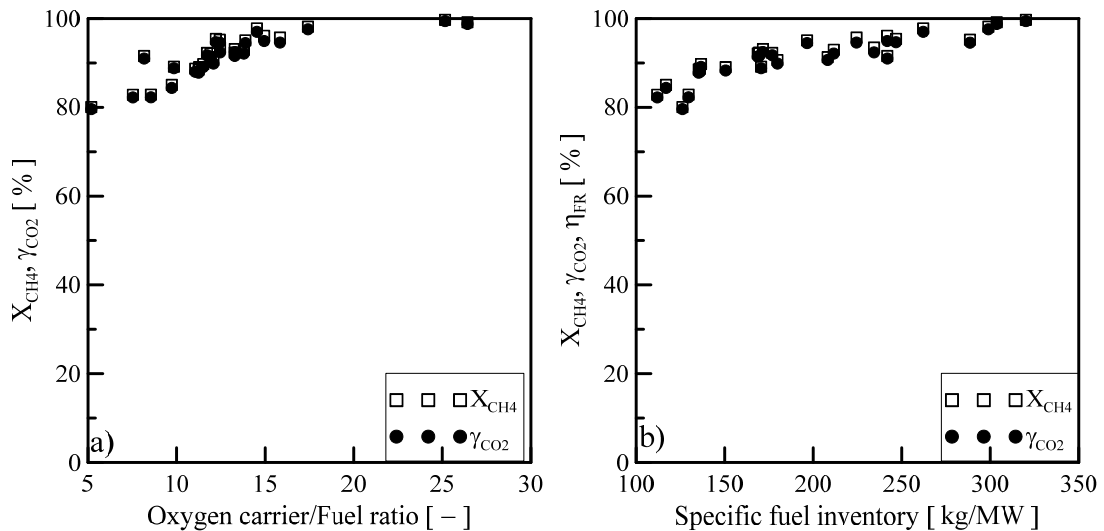 100
80
60
40
20
0
X_CH4, γ_CO2 [ % ]
a)
X_CH4
γ_CO2
5 10 15 20 25 30
Oxygen carrier/Fuel ratio [ – ]
100
80
60
40
20
0
X_CH4, γ_CO2, η_FR [ % ]
b)
X_CH4
γ_CO2
100 150 200 250 300 350
Specific fuel inventory [ kg/MW ]